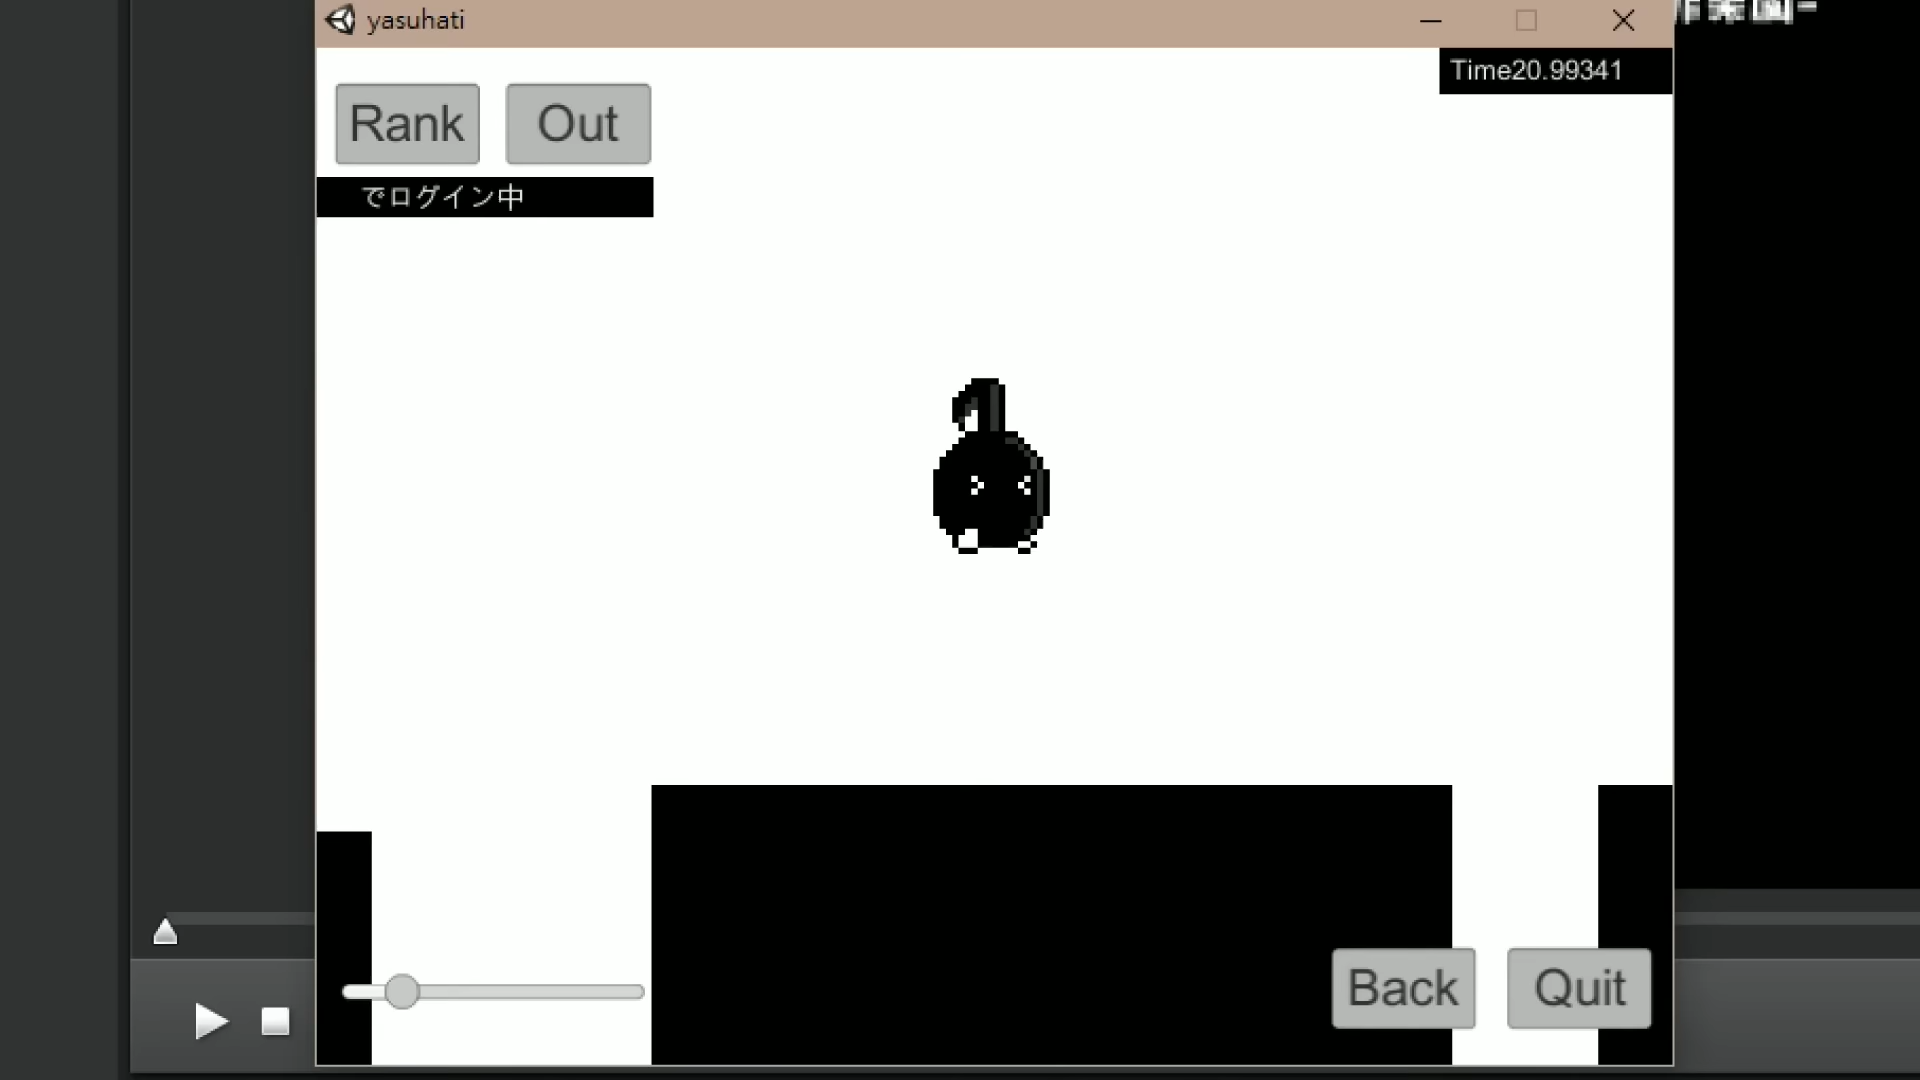 yasuhati
Time20.99341
Rank Out
でログイン中
Back Quit